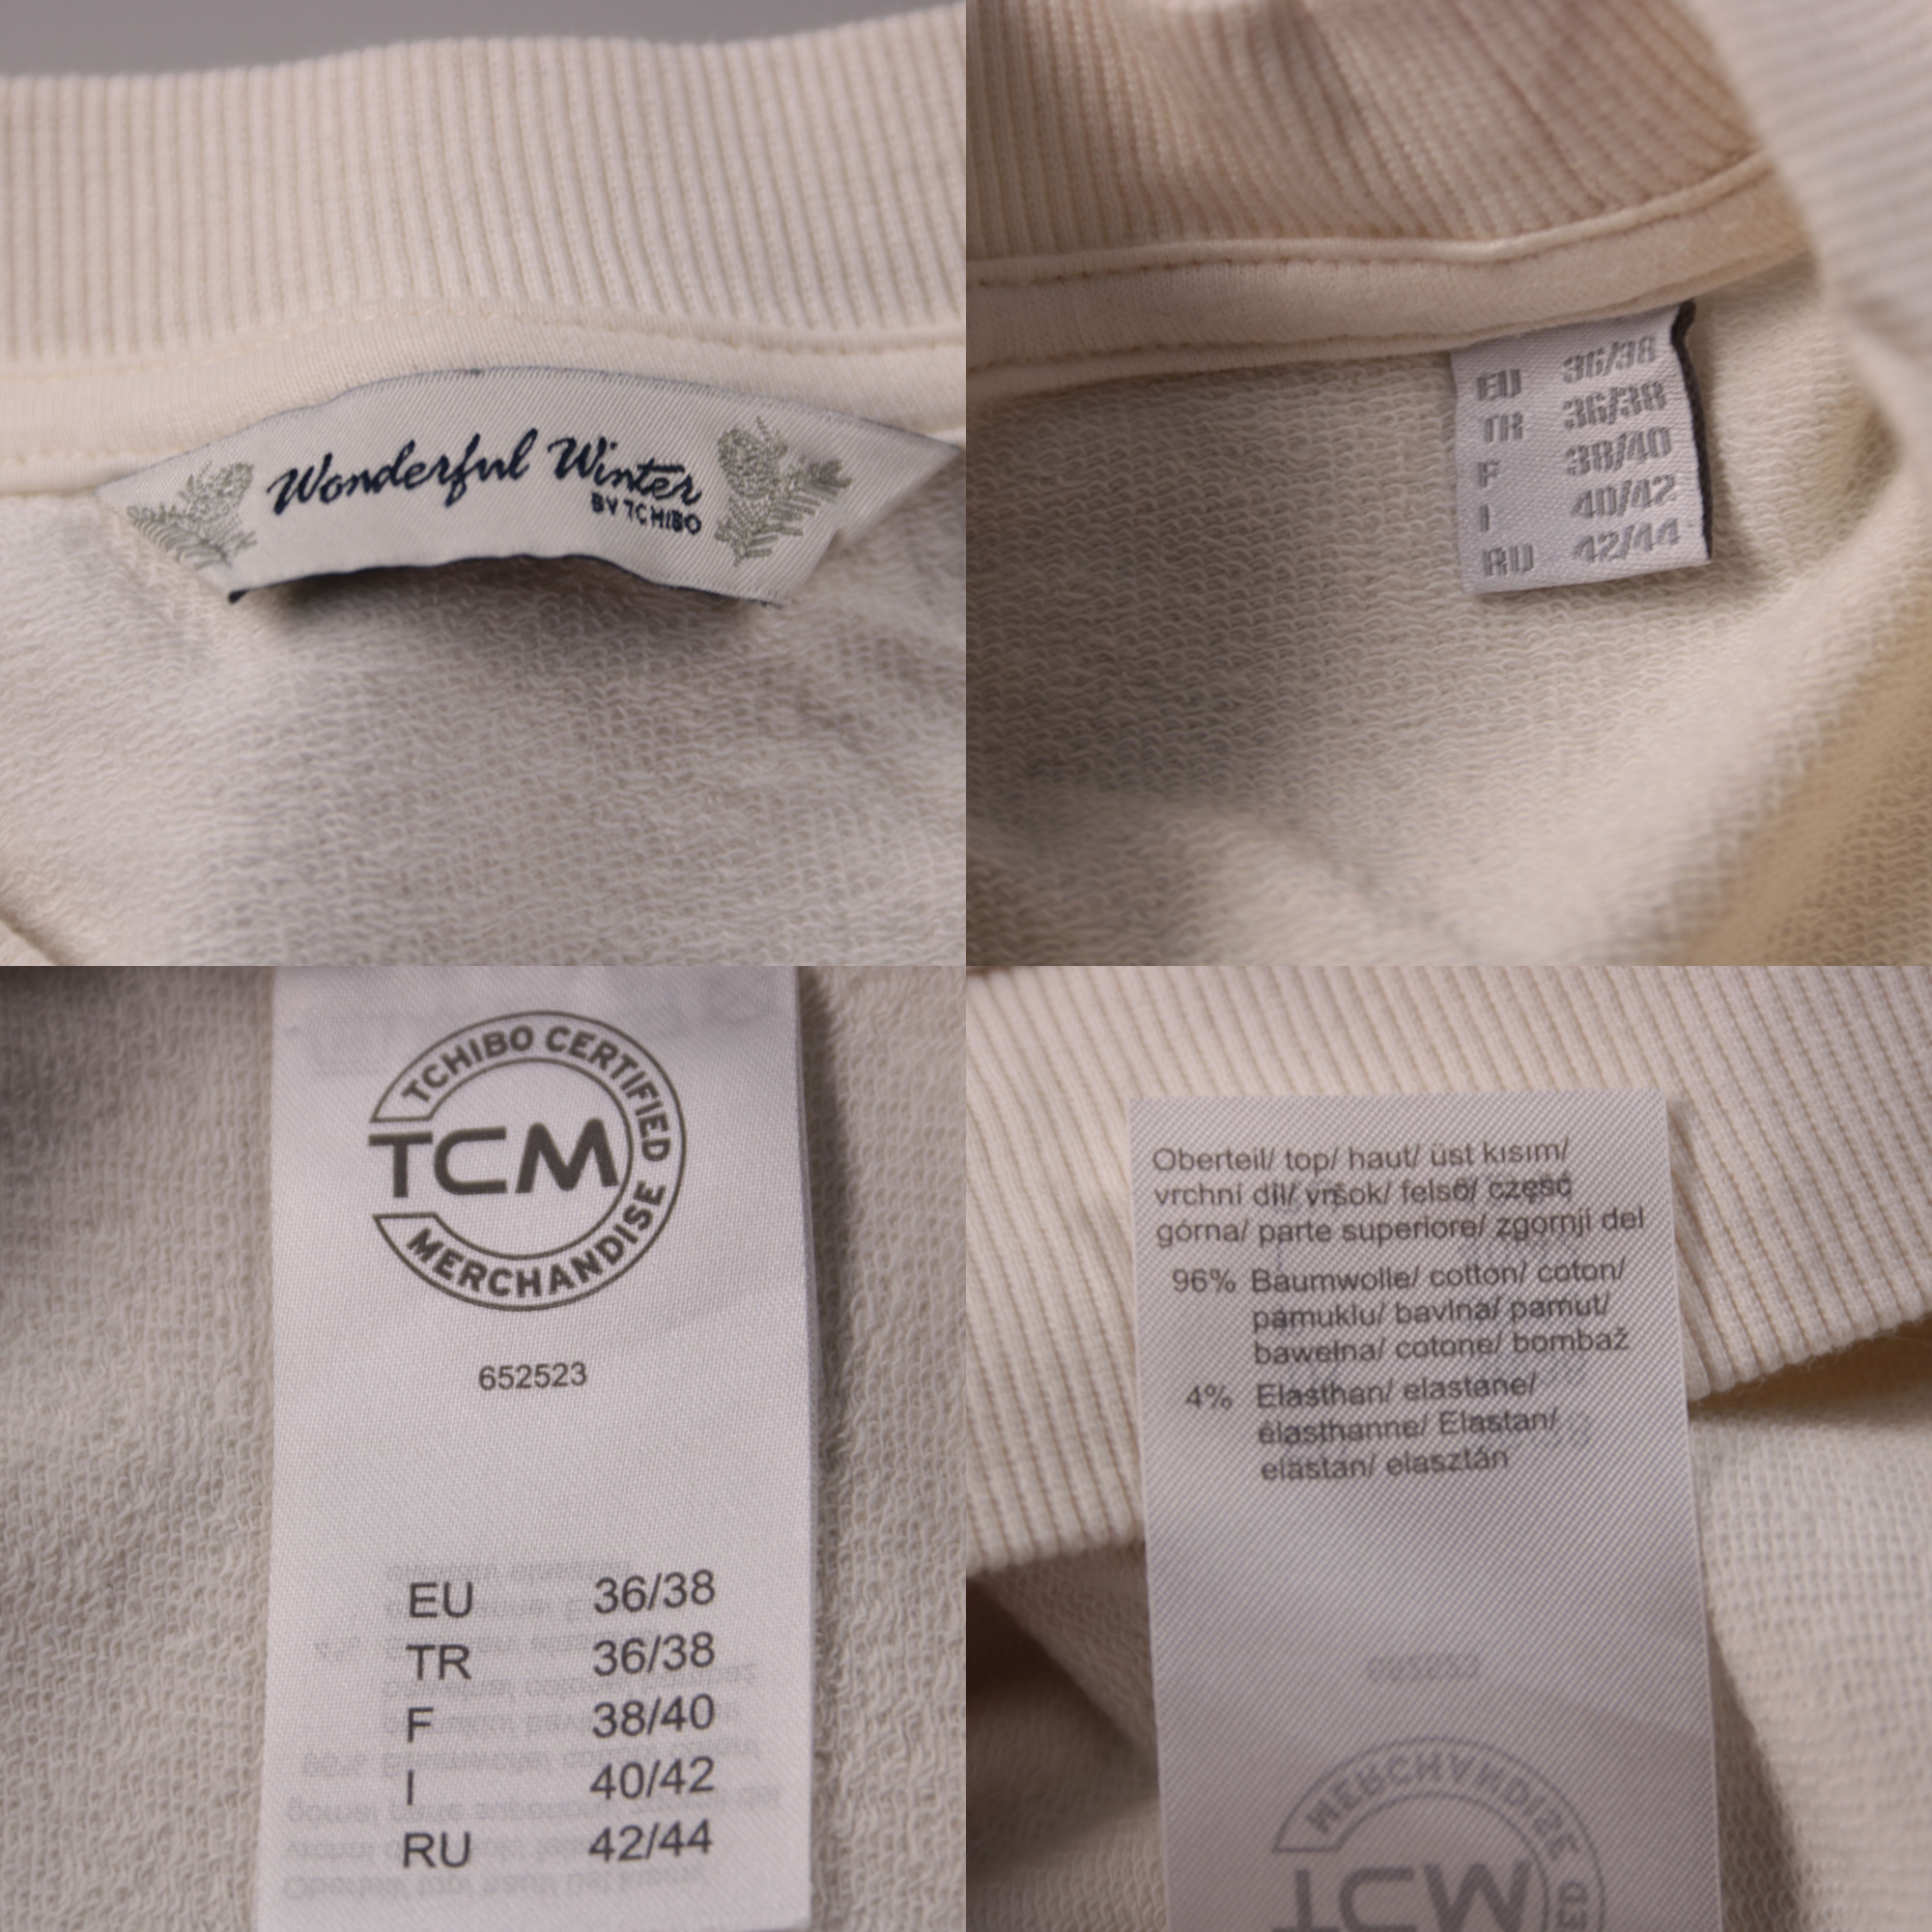 Wonderful Winter
BY TCHIBO
EU 36/38
TR 36/38
F 38/40
I 40/42
RU 42/44
TCHIBO CERTIFIED
TCM
MERCHANDISE
652523
EU 36/38
TR 36/38
F 38/40
I 40/42
RU 42/44
Oberteil/ top/ haut/ üst kısım/
vrchní díl/ vršok/ felső/ część
górna/ parte superiore/ zgornji del
96% Baumwolle/ cotton/ coton/
pamuklu/ bavlna/ pamut/
bawełna/ cotone/ bombaž
4% Elasthan/ elastane/
élasthanne/ Elastan/
elastan/ elasztán